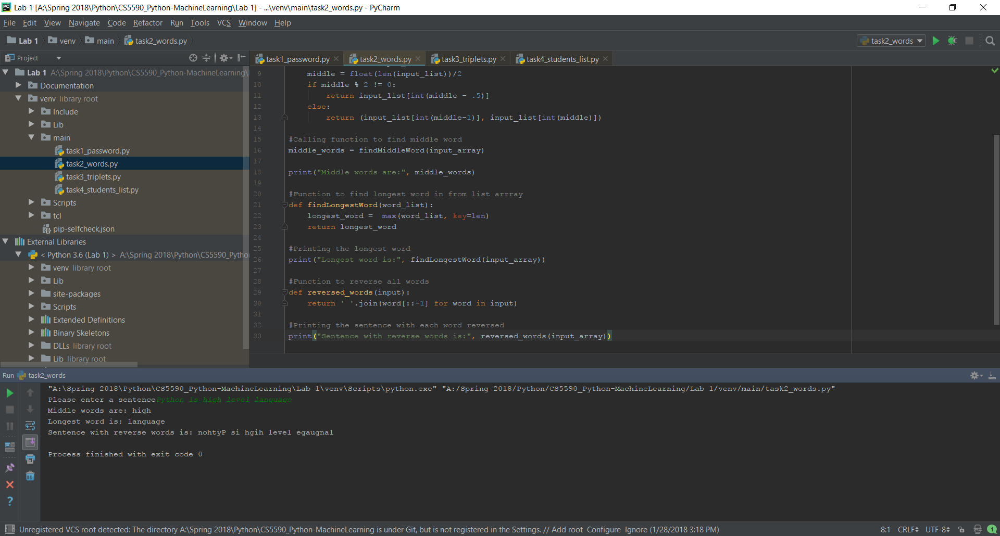 Lab 1 [A:\Spring 2018\Python\CS5590_Python-MachineLearning\Lab 1] - ...\venv\main\task2_words.py - PyCharm
File Edit View Navigate Code Refactor Run Tools VCS Window Help
Lab 1 venv main task2_words.py task2_words
Project
task1_password.py task2_words.py task3_triplets.py task4_students_list.py
Lab 1 A:\Spring 2018\Python\CS5590_Python-MachineLearning\
Documentation
venv library root
Include
Lib
main
task1_password.py
task2_words.py
task3_triplets.py
task4_students_list.py
Scripts
tcl
pip-selfcheck.json
External Libraries
< Python 3.6 (Lab 1) > A:\Spring 2018\Python\CS5590_Pytho
venv library root
Lib
site-packages
Scripts
Extended Definitions
Binary Skeletons
DLLs library root
Lib library root
9 middle = float(len(input_list))/2
10 if middle % 2 != 0:
11 return input_list[int(middle - .5)]
12 else:
13 return (input_list[int(middle-1)], input_list[int(middle)])
14
15 #Calling function to find middle word
16 middle_words = findMiddleWord(input_array)
17
18 print("Middle words are:", middle_words)
19
20 #Function to find longest word in from list arrray
21 def findLongestWord(word_list):
22 longest_word =  max(word_list, key=len)
23 return longest_word
24
25 #Printing the longest word
26 print("Longest word is:", findLongestWord(input_array))
27
28 #Function to reverse all words
29 def reversed_words(input):
30 return ' '.join(word[::-1] for word in input)
31
32 #Printing the sentence with each word reversed
33 print("Sentence with reverse words is:", reversed_words(input_array))
Run task2_words
"A:\Spring 2018\Python\CS5590_Python-MachineLearning\Lab 1\venv\Scripts\python.exe" "A:/Spring 2018/Python/CS5590_Python-MachineLearning/Lab 1/venv/main/task2_words.py"
Please enter a sentencePython is high level language
Middle words are: high
Longest word is: language
Sentence with reverse words is: nohtyP si hgih level egaugnal
Process finished with exit code 0
Unregistered VCS root detected: The directory A:\Spring 2018\Python\CS5590_Python-MachineLearning is under Git, but is not registered in the Settings. // Add root Configure Ignore (1/28/2018 3:18 PM) 8:1 CRLF UTF-8 1